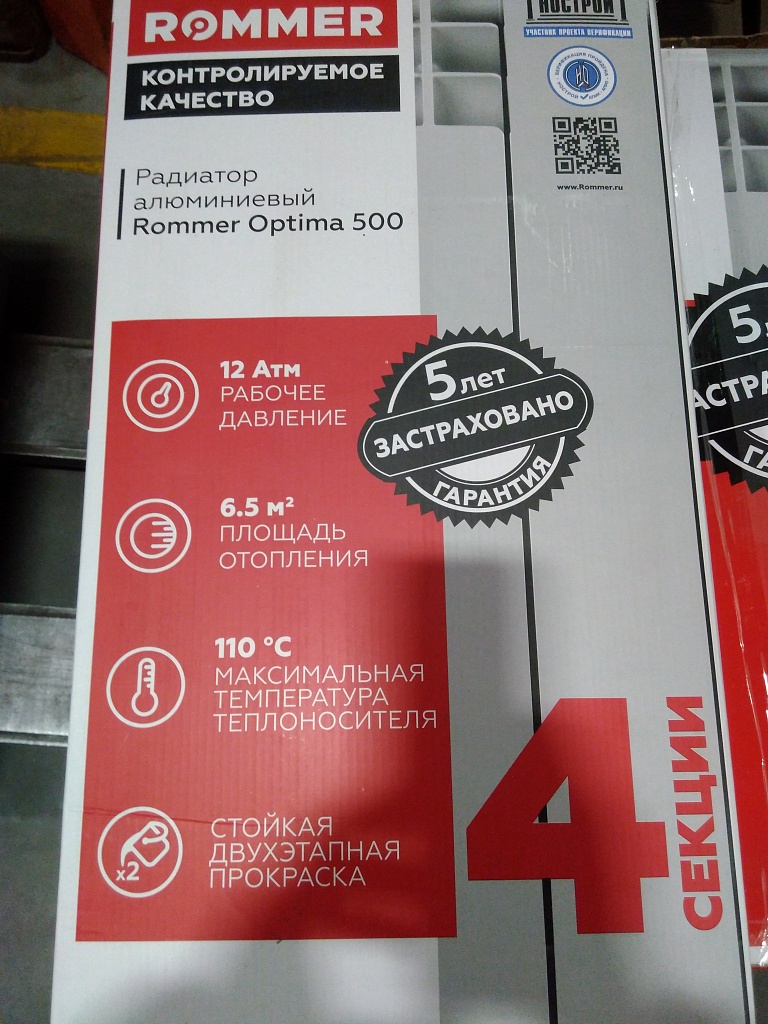 ROMMER
КОНТРОЛИРУЕМОЕ
КАЧЕСТВО
НОСТРОЙ
УЧАСТНИК ПРОЕКТА ВЕРИФИКАЦИИ
www.Rommer.ru
Радиатор
алюминиевый
Rommer Optima 500
12 Атм
РАБОЧЕЕ
ДАВЛЕНИЕ
5 лет
ЗАСТРАХОВАНО
ГАРАНТИЯ
6.5 м²
ПЛОЩАДЬ
ОТОПЛЕНИЯ
110 °C
МАКСИМАЛЬНАЯ
ТЕМПЕРАТУРА
ТЕПЛОНОСИТЕЛЯ
x2
СТОЙКАЯ
ДВУХЭТАПНАЯ
ПРОКРАСКА
4
СЕКЦИИ
5